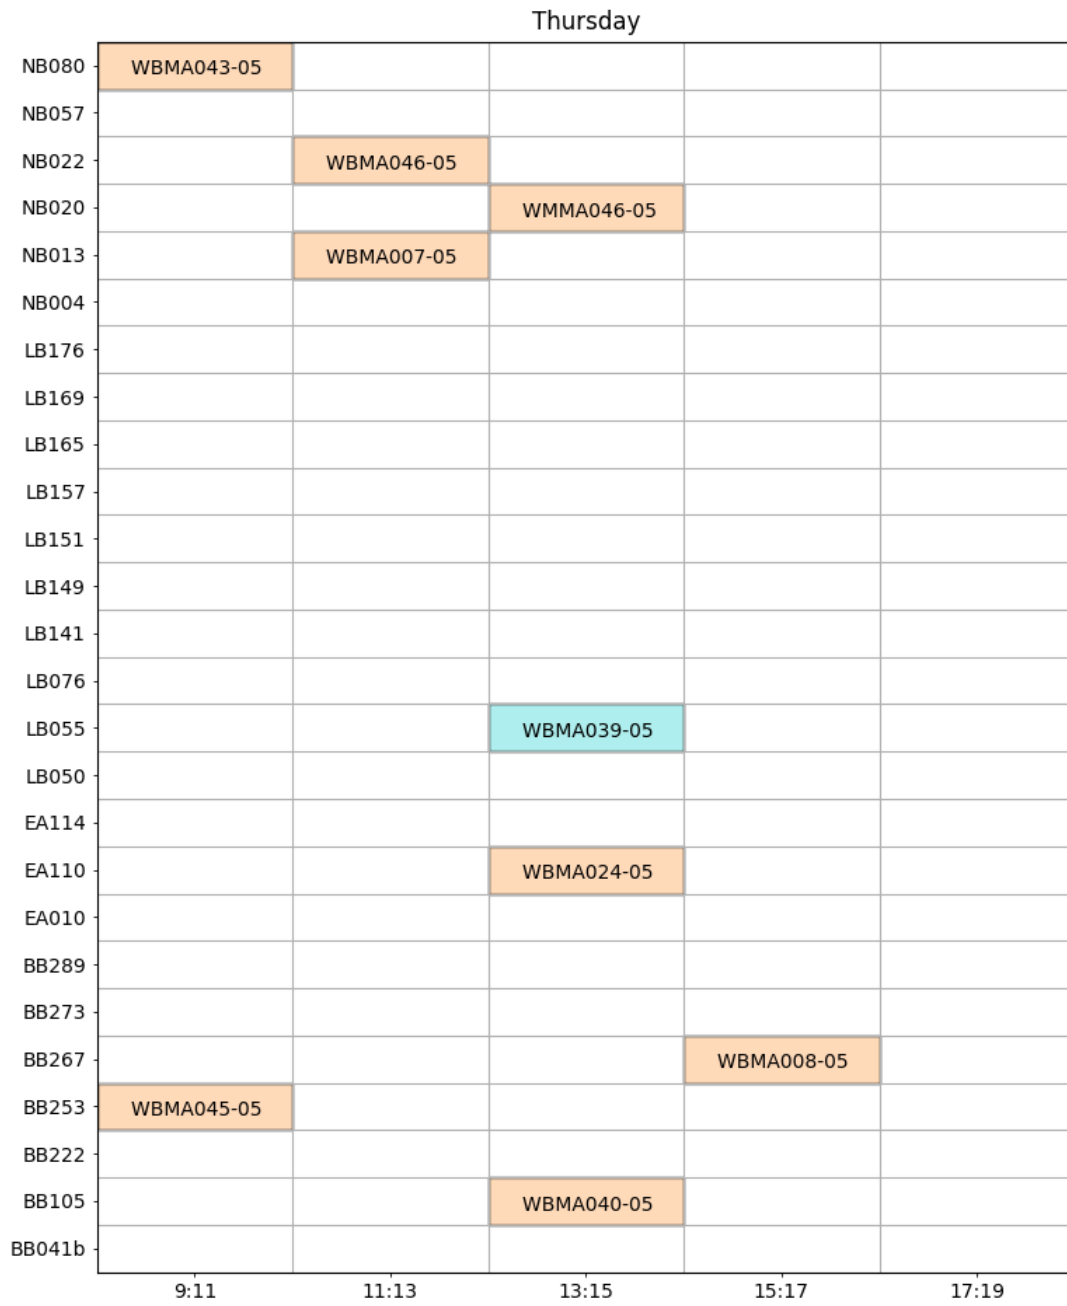 Thursday
NB080 WBMA043-05
NB057
NB022 WBMA046-05
NB020 WMMA046-05
NB013 WBMA007-05
NB004
LB176
LB169
LB165
LB157
LB151
LB149
LB141
LB076
LB055 WBMA039-05
LB050
EA114
EA110 WBMA024-05
EA010
BB289
BB273
BB267 WBMA008-05
BB253 WBMA045-05
BB222
BB105 WBMA040-05
BB041b
9:11 11:13 13:15 15:17 17:19